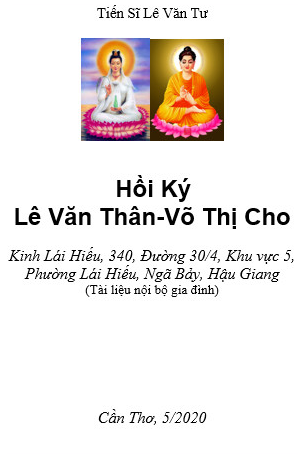 Tiến Sĩ Lê Văn Tư
Hồi Ký
Lê Văn Thân-Võ Thị Cho
Kinh Lái Hiếu, 340, Đường 30/4, Khu vực 5,
Phường Lái Hiếu, Ngã Bảy, Hậu Giang
(Tài liệu nội bộ gia đình)
Cần Thơ, 5/2020